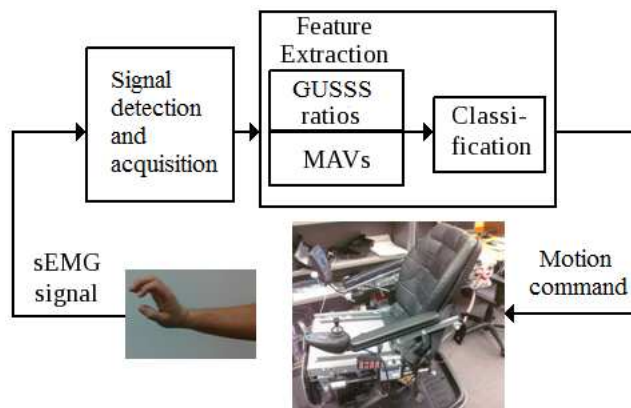 Signal
detection
and
acquisition
Feature
Extraction
GUSSS
ratios
MAVs
Classi-
fication
sEMG
signal
Motion
command